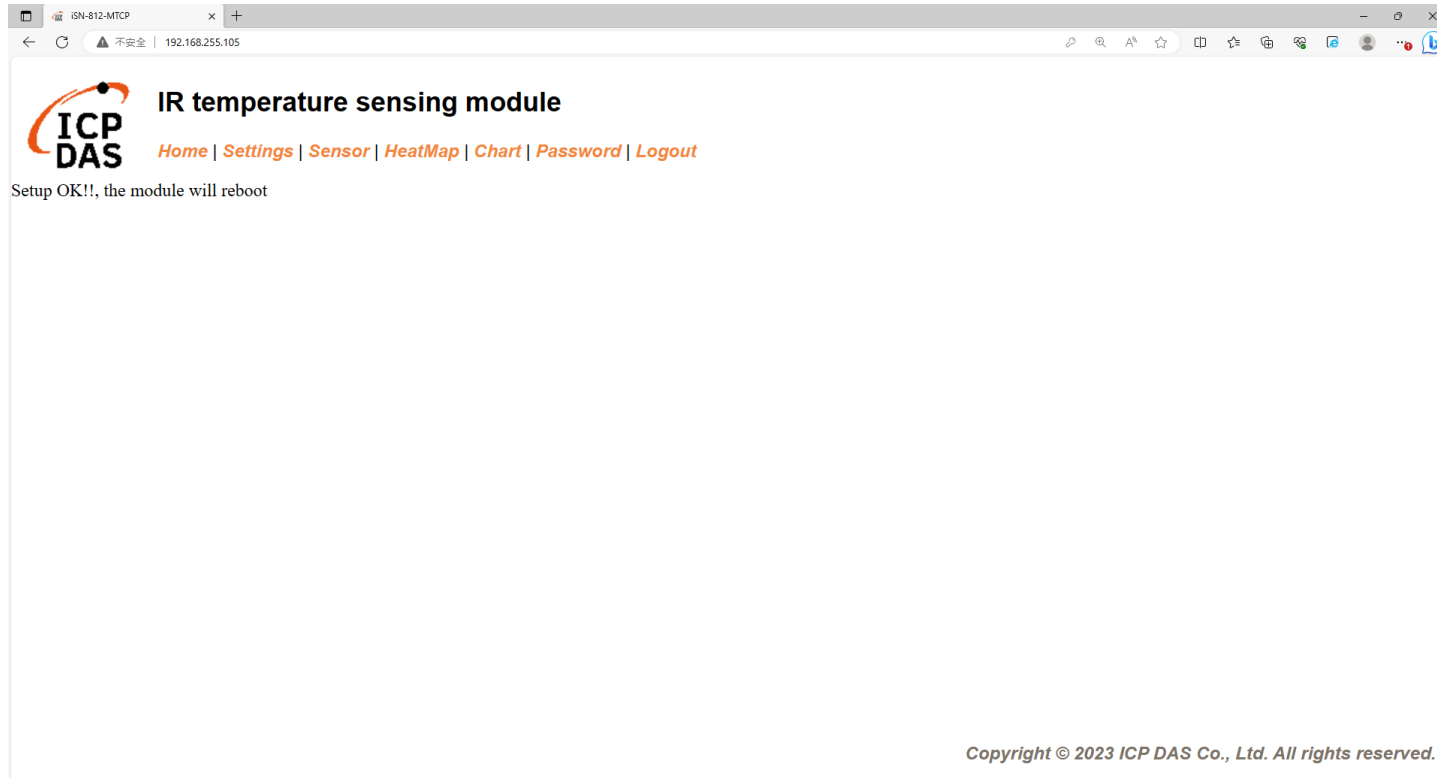 iSN-812-MTCP
不安全 | 192.168.255.105
ICP
DAS
IR temperature sensing module
Home | Settings | Sensor | HeatMap | Chart | Password | Logout
Setup OK!!, the module will reboot
Copyright © 2023 ICP DAS Co., Ltd. All rights reserved.